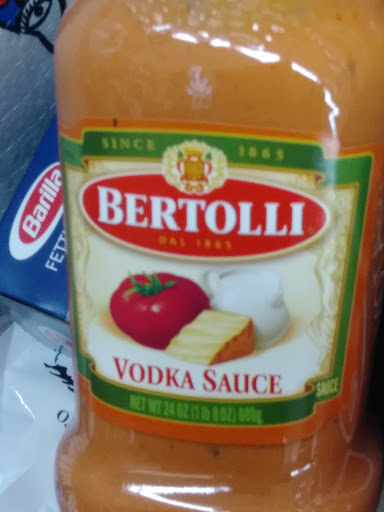 SINCE 1865
BERTOLLI
DAL 1865
VODKA SAUCE
SAUCE
NET WT 24 OZ (1 lb 8 OZ) 680g
Barilla
FETT